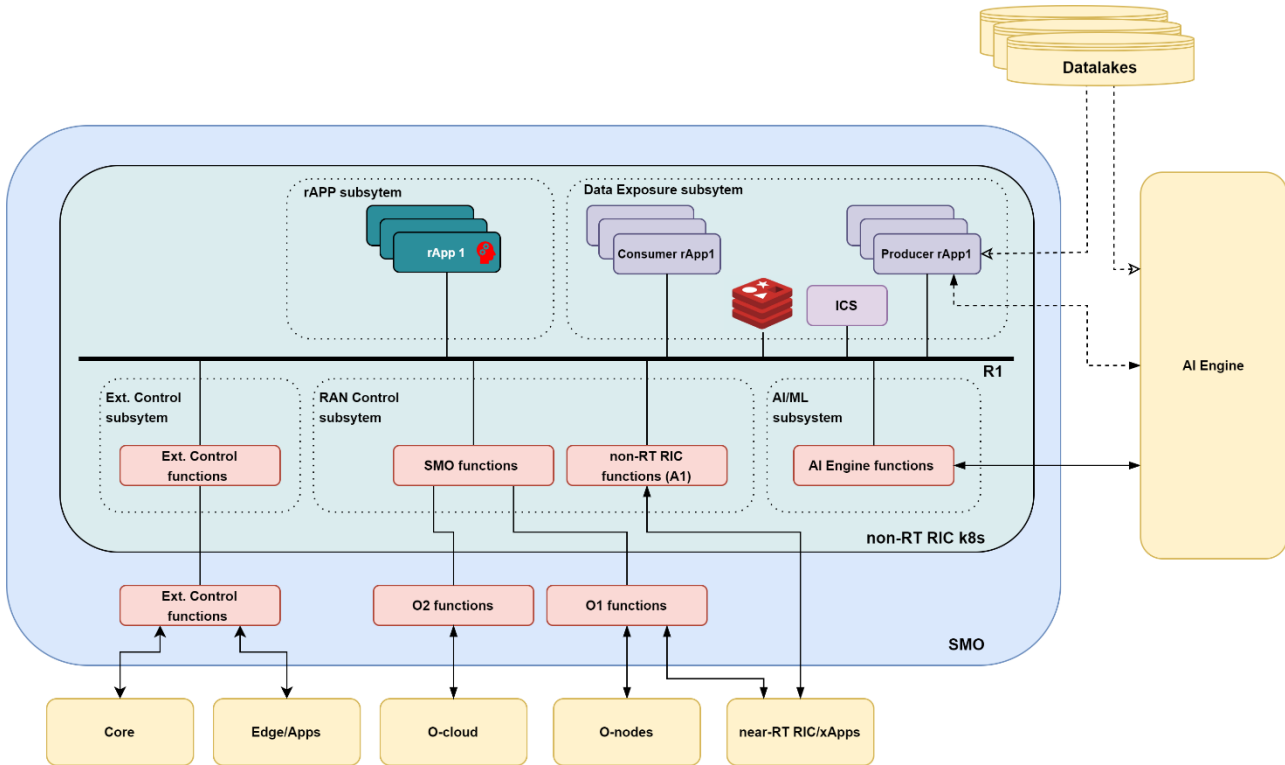 Datalakes
rAPP subsytem
Data Exposure subsytem
rApp 1
Consumer rApp1
Producer rApp1
ICS
R1
AI Engine
Ext. Control
subsytem
RAN Control
subsytem
AI/ML
subsystem
Ext. Control
functions
SMO functions
non-RT RIC
functions (A1)
AI Engine functions
non-RT RIC k8s
Ext. Control
functions
O2 functions
O1 functions
SMO
Core
Edge/Apps
O-cloud
O-nodes
near-RT RIC/xApps